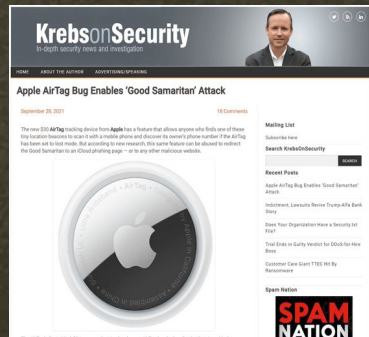 KrebsonSecurity
In-depth security news and investigation
HOME ABOUT THE AUTHOR ADVERTISING/SPEAKING
Apple AirTag Bug Enables 'Good Samaritan' Attack
September 28, 2021
18 Comments
The new $30 AirTag tracking device from Apple has a feature that allows anyone who finds one of these
tiny location beacons to scan it with a mobile phone and discover its owner's phone number if the AirTag
has been set to lost mode. But according to new research, this same feature can be abused to redirect
the Good Samaritan to an iCloud phishing page — or to any other malicious website.
AirTag
Apple in California
Assembled in China
Mailing List
Subscribe here
Search KrebsOnSecurity
SEARCH
Recent Posts
Apple AirTag Bug Enables 'Good Samaritan'
Attack
Indictment, Lawsuits Revive Trump-Alfa Bank
Story
Does Your Organization Have a Security.txt
File?
Trial Ends in Guilty Verdict for DDoS-for-Hire
Boss
Customer Care Giant TTEC Hit By
Ransomware
Spam Nation
SPAM
NATION